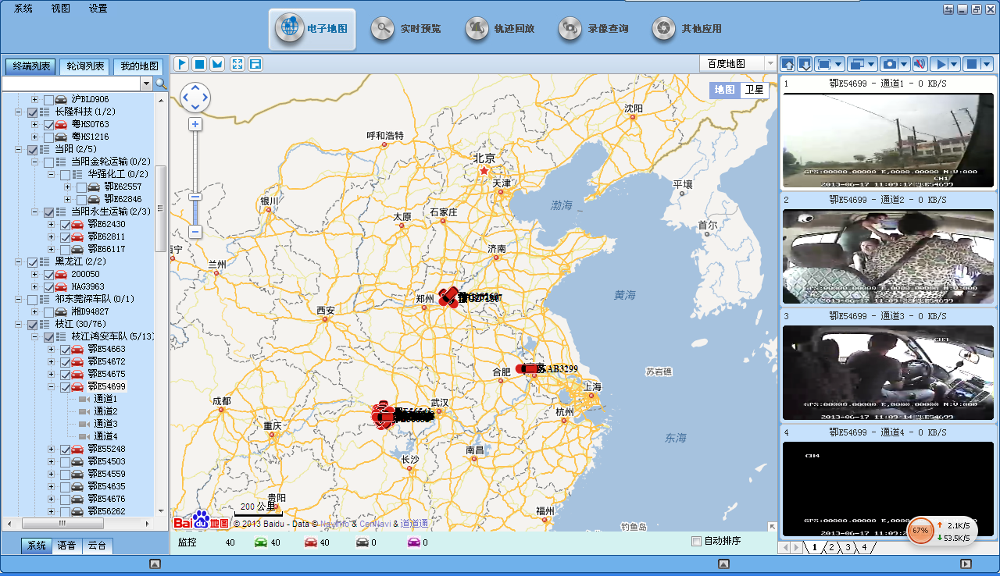 系统 视图 设置
电子地图 实时预览 轨迹回放 录像查询 其他应用
终端列表 轮询列表 我的地图
沪BL0906
长隆科技 (1/2)
粤HS0763
粤HS1216
当阳 (2/5)
当阳金轮运输 (0/2)
华强化工 (0/2)
鄂E62557
鄂E62846
当阳永生运输 (2/3)
鄂E62430
鄂E62811
鄂E66117
黑龙江 (2/2)
200050
HAG3963
祁东莞深车队 (0/1)
湘D94827
枝江 (30/76)
枝江鸿安车队 (5/13
鄂E54663
鄂E54672
鄂E54675
鄂E54699
通道1
通道2
通道3
通道4
鄂E55248
鄂E54503
鄂E54559
鄂E54635
鄂E54676
鄂E56262
系统 语音 云台
百度地图
地图 卫星
沈阳
呼和浩特
北京
天津
平壤
银川
渤海
石家庄
太原
首尔
济南
兰州
郑州
黄海
西安
苏AB3299
合肥
苏岩礁
上海
成都
武汉
杭州
重庆
东海
南昌
长沙
贵阳
200 公里
福州
钓鱼岛
Baidu 地图 © 2013 Baidu - Data © NavInfo & CenNavi & 道道通
监控 40 40 40 0 0 自动排序
1 鄂E54699 - 通道1 - 0 KB/S
GPS:00000.00000 E,0000.00000 N:V:000
CH1
2013-06-17 11:09:17 鄂E54699
2 鄂E54699 - 通道2 - 0 KB/S
3 鄂E54699 - 通道3 - 0 KB/S
CH3
GPS:00000.00000 E,0000.00000 N:V:000
2013-06-17 11:09:14 鄂E54699
4 鄂E54699 - 通道4 - 0 KB/S
CH4
67% 2.1K/S
53.5K/S
1 2 3 4